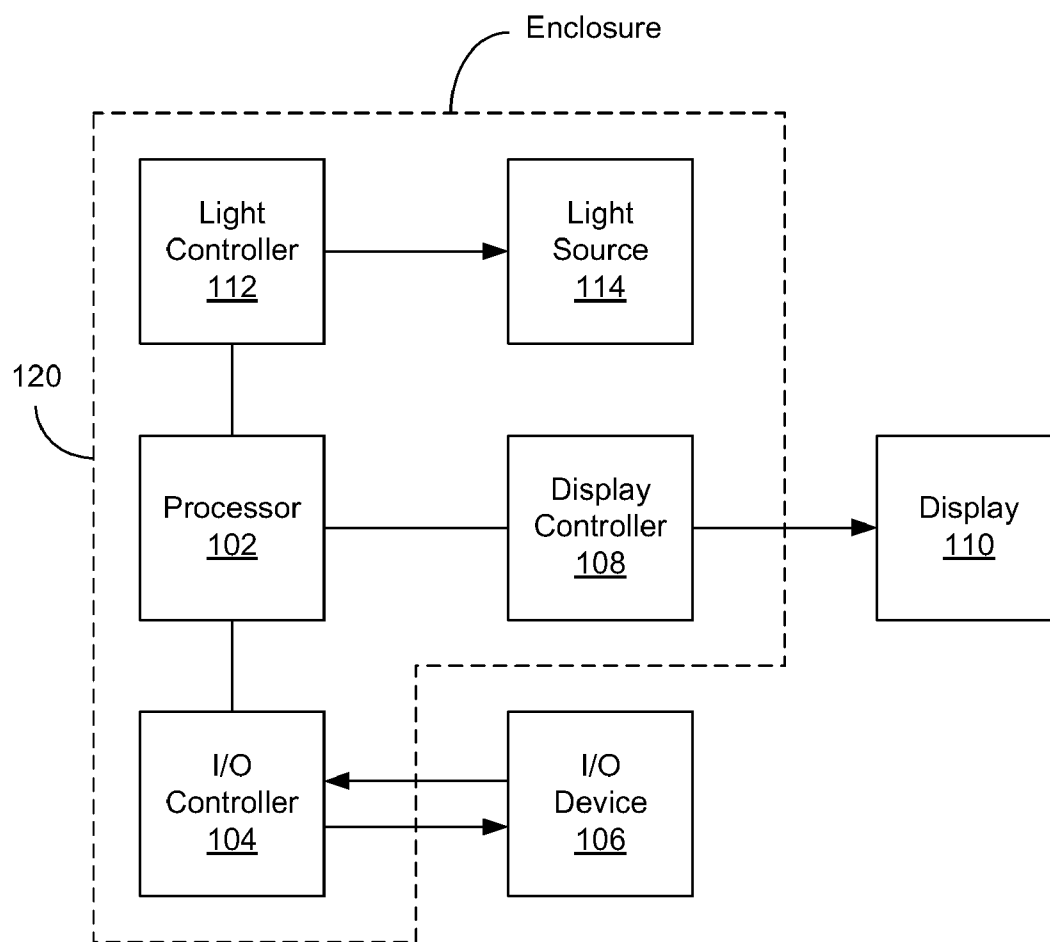 Enclosure
Light
Controller
112
Light
Source
114
120
Processor
102
Display
Controller
108
Display
110
I/O
Controller
104
I/O
Device
106